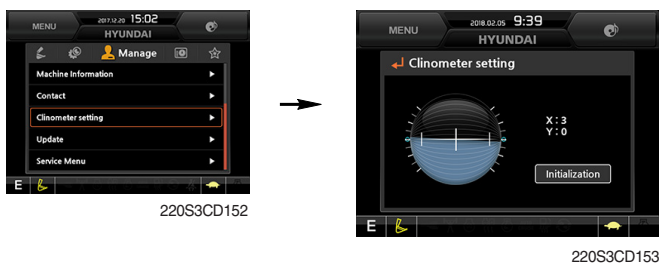 MENU
2017.12.20 15:02
HYUNDAI
Manage
Machine Information
Contact
Clinometer setting
Update
Service Menu
E
220S3CD152
MENU
2018.02.05 9:39
HYUNDAI
Clinometer setting
X : 3
Y : 0
Initialization
E
220S3CD153